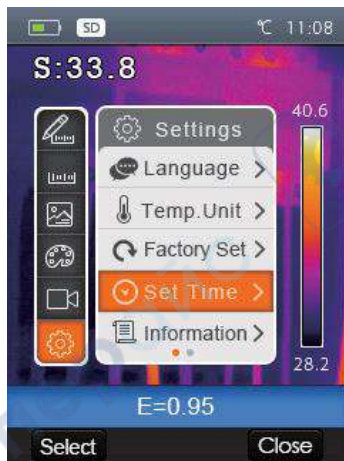 SD ℃ 11:08
S:33.8
40.6
Settings
Language >
Temp.Unit >
Factory Set >
Set Time >
Information >
28.2
E=0.95
Select Close